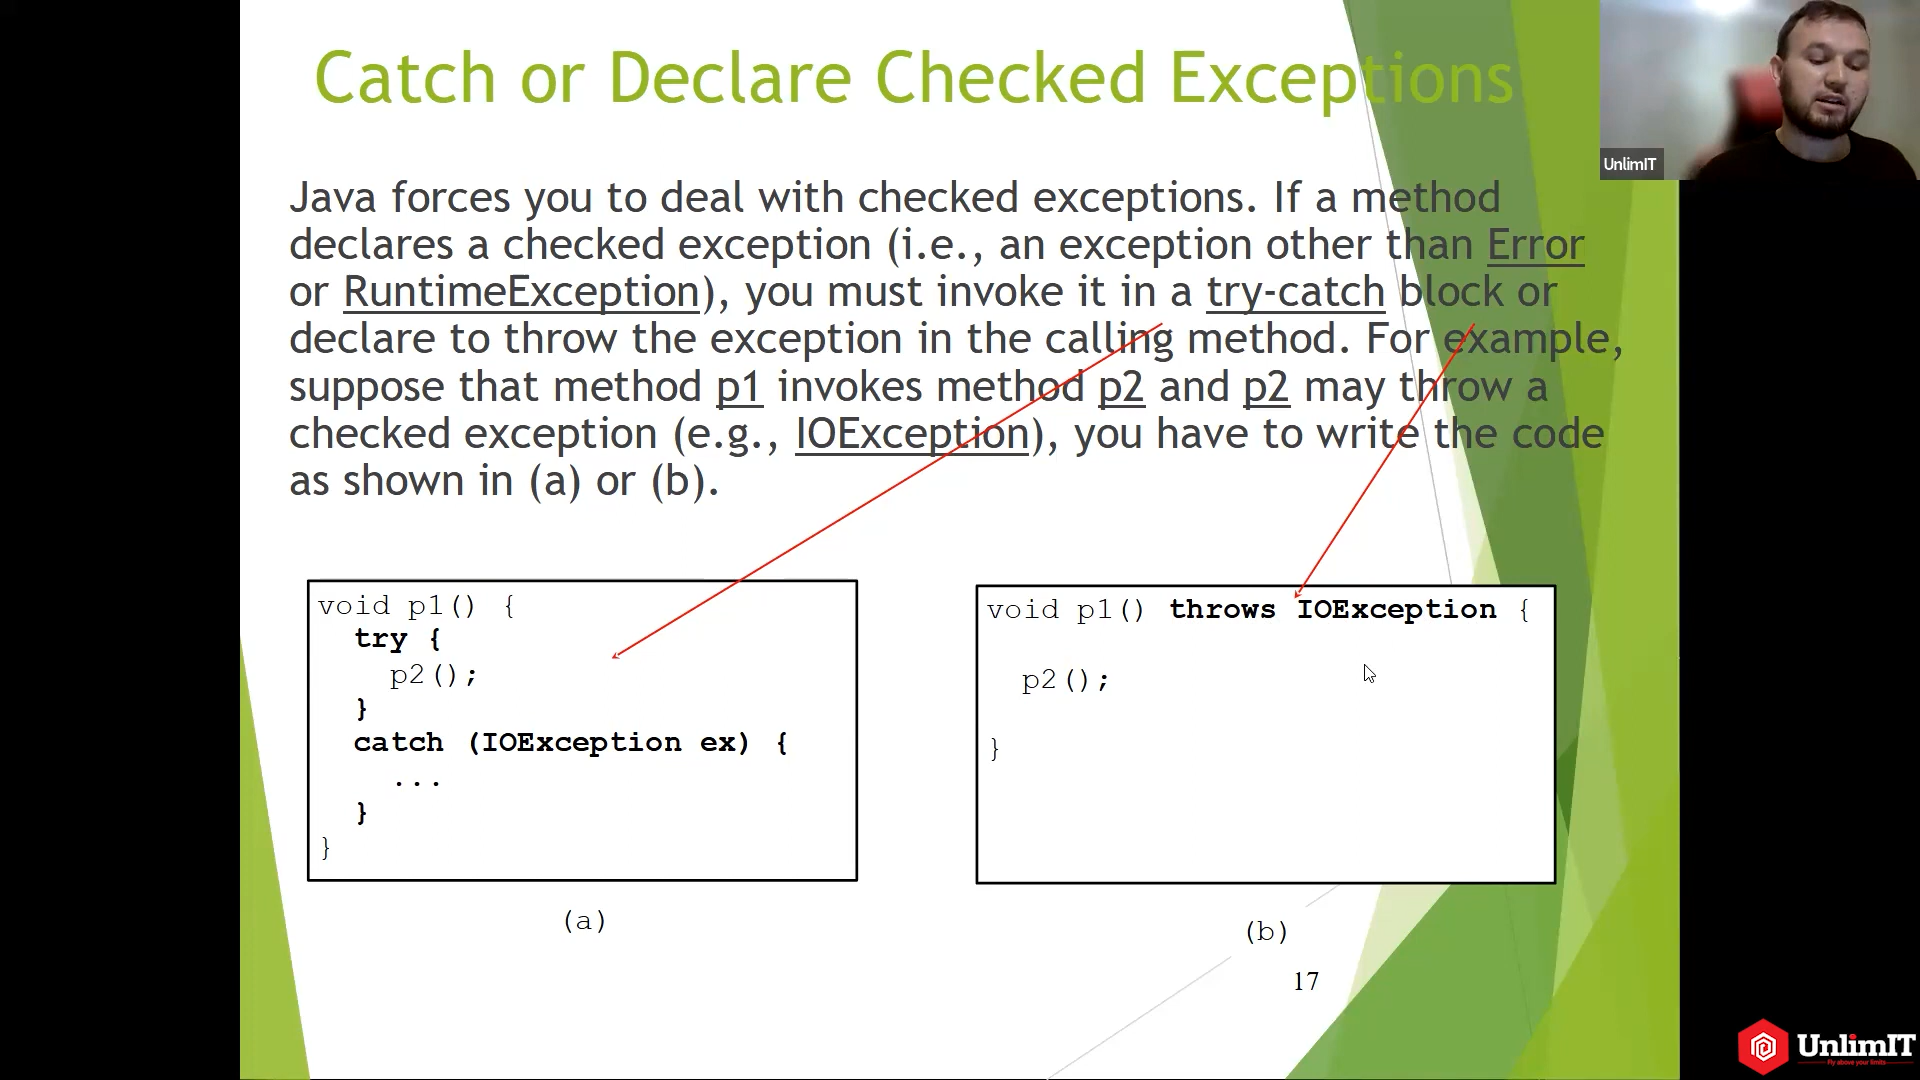 Catch or Declare Checked Exceptions
UnlimIT
Java forces you to deal with checked exceptions. If a method
declares a checked exception (i.e., an exception other than Error
or RuntimeException), you must invoke it in a try-catch block or
declare to throw the exception in the calling method. For example,
suppose that method p1 invokes method p2 and p2 may throw a
checked exception (e.g., IOException), you have to write the code
as shown in (a) or (b).
void p1() {
try {
p2();
}
catch (IOException ex) {
...
}
}
(a)
void p1() throws IOException {
p2();
}
(b)
17
UnlimIT
Fly above your limits